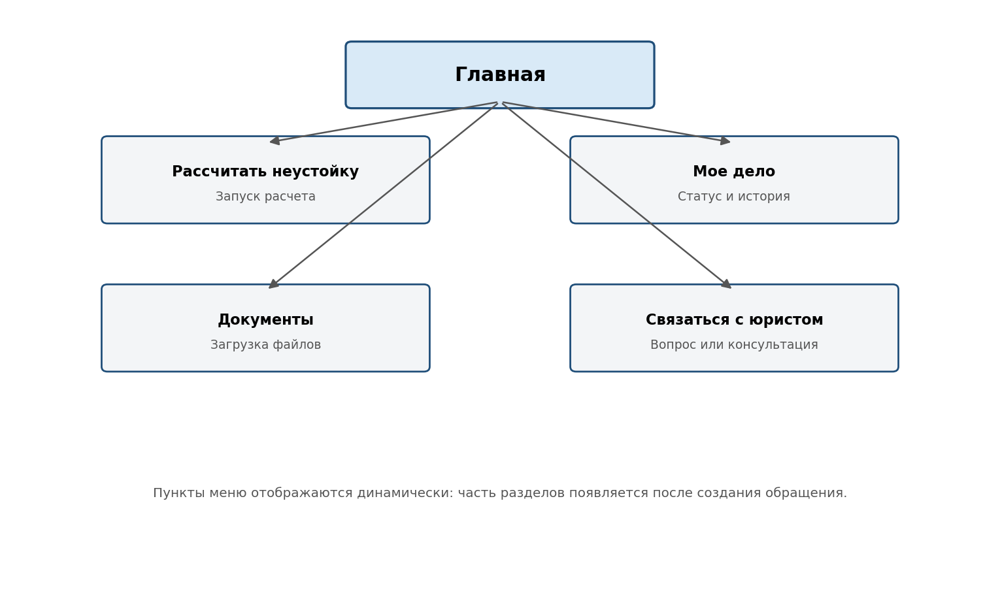 Главная
Рассчитать неустойку
Запуск расчета
Мое дело
Статус и история
Документы
Загрузка файлов
Связаться с юристом
Вопрос или консультация
Пункты меню отображаются динамически: часть разделов появляется после создания обращения.